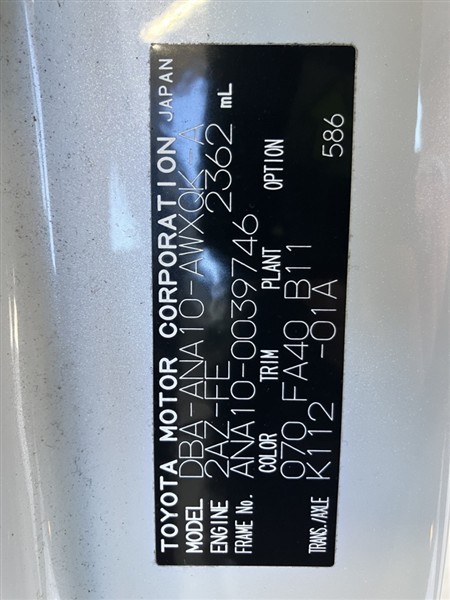 TOYOTA MOTOR CORPORATION JAPAN
MODEL DBA-ANA10-AWXQK-A
ENGINE 2AZ-FE 2362 mL
FRAME No. ANA10-0039746
COLOR TRIM PLANT OPTION
070 FA40 B11 586
TRANS./AXLE K112 -01A